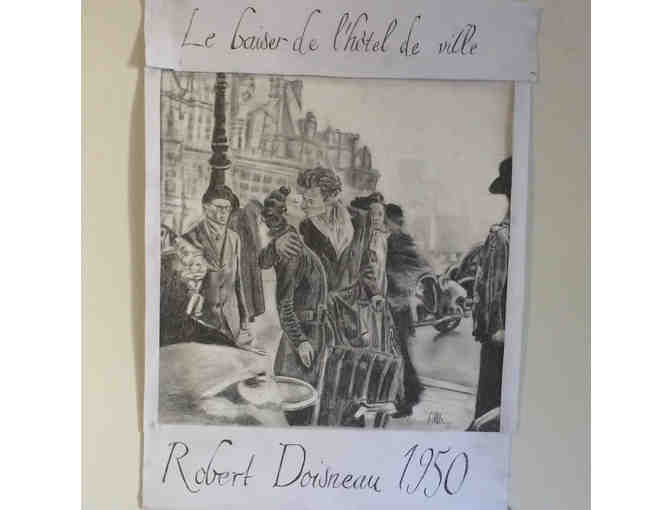 Le baiser de l'hôtel de ville
Robert Doisneau 1950